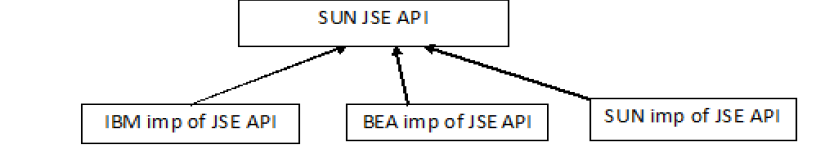 SUN JSE API
IBM imp of JSE API
BEA imp of JSE API
SUN imp of JSE API